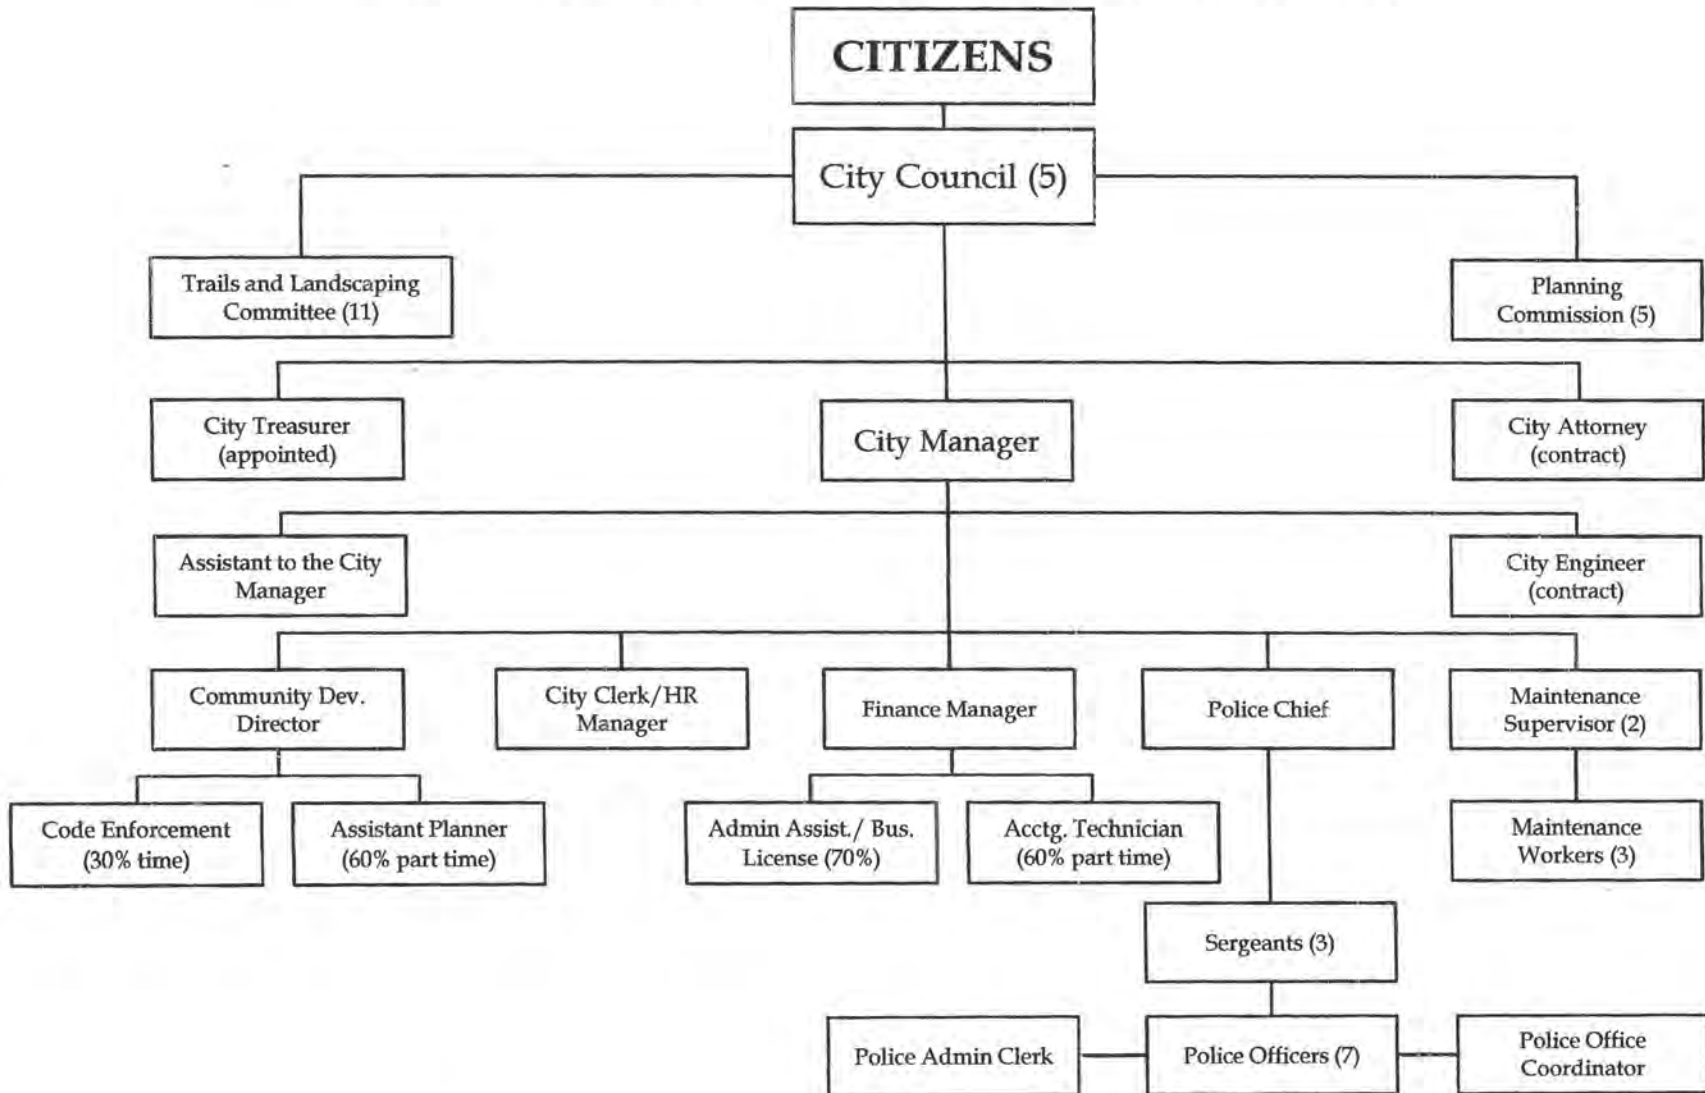 CITIZENS
City Council (5)
Trails and Landscaping
Committee (11)
Planning
Commission (5)
City Treasurer
(appointed)
City Manager
City Attorney
(contract)
Assistant to the City
Manager
City Engineer
(contract)
Community Dev.
Director
City Clerk/HR
Manager
Finance Manager
Police Chief
Maintenance
Supervisor (2)
Code Enforcement
(30% time)
Assistant Planner
(60% part time)
Admin Assist./ Bus.
License (70%)
Acctg. Technician
(60% part time)
Maintenance
Workers (3)
Sergeants (3)
Police Admin Clerk
Police Officers (7)
Police Office
Coordinator